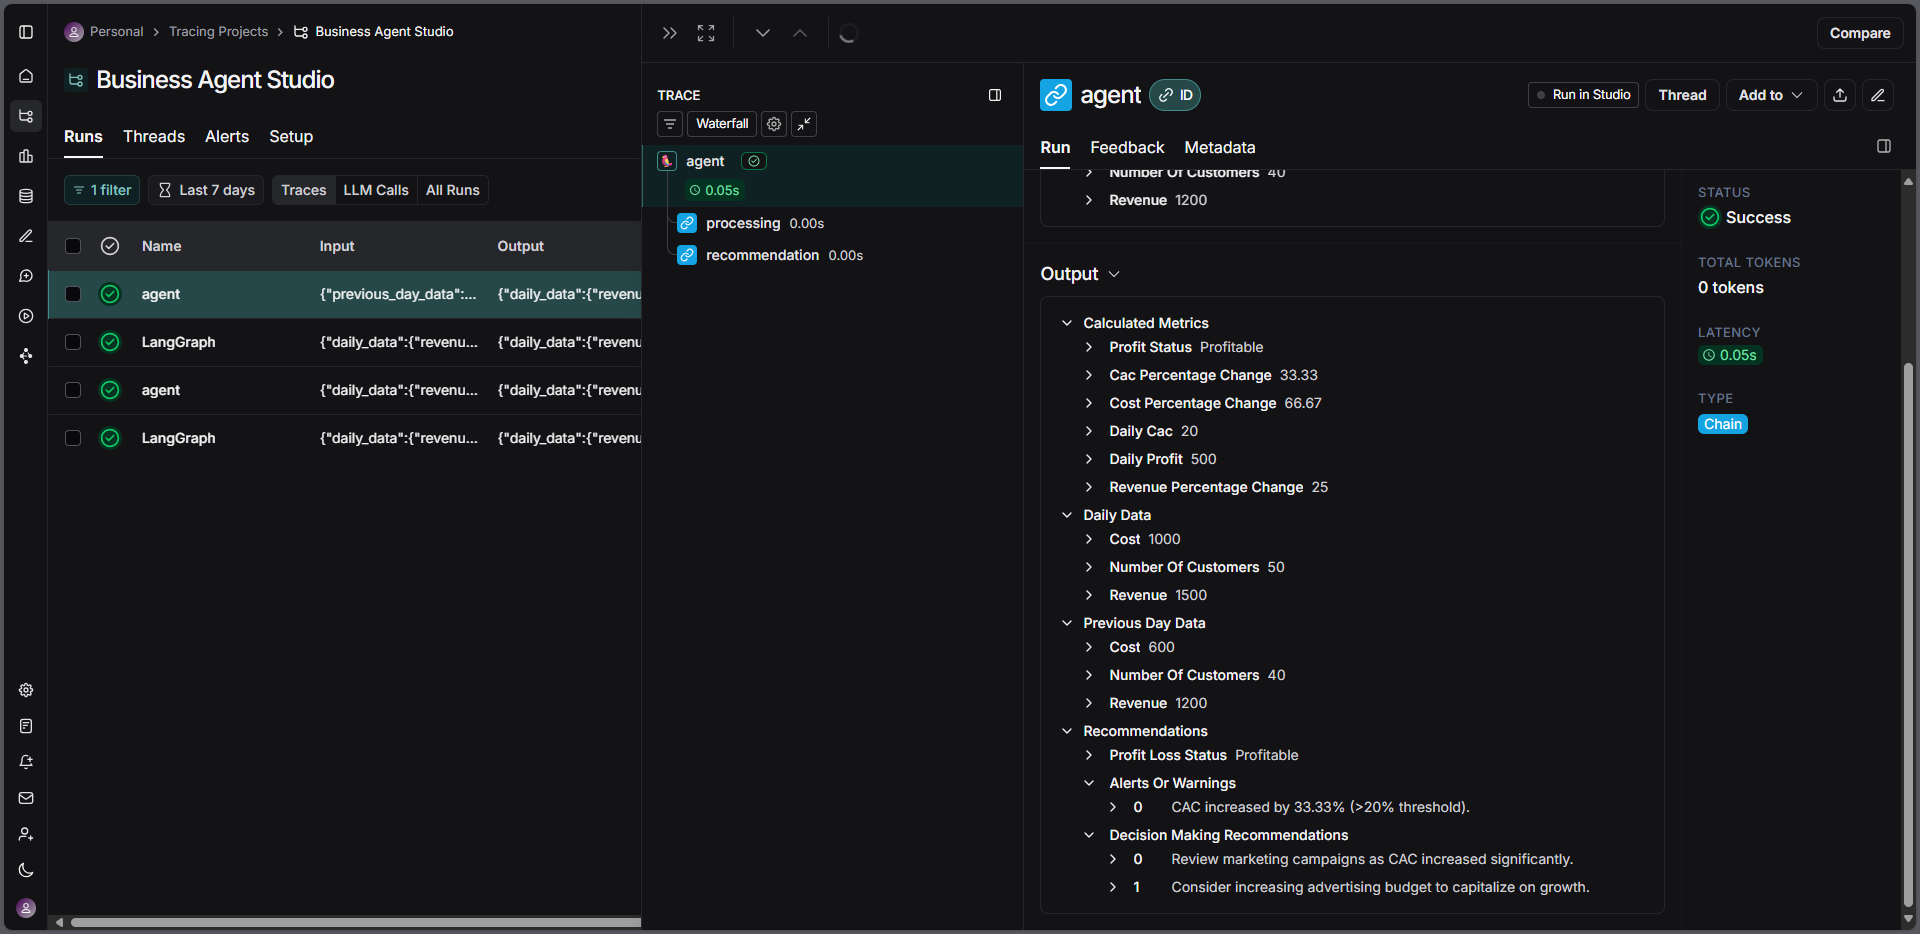 Personal > Tracing Projects > Business Agent Studio
Business Agent Studio
Runs Threads Alerts Setup
1 filter Last 7 days Traces LLM Calls All Runs
Name Input Output
agent {"previous_day_data":... {"daily_data":{"revenu
LangGraph {"daily_data":{"revenu... {"daily_data":{"revenu
agent {"daily_data":{"revenu... {"daily_data":{"revenu
LangGraph {"daily_data":{"revenu... {"daily_data":{"revenu
TRACE
Waterfall
agent
0.05s
processing 0.00s
recommendation 0.00s
Compare
agent ID
Run in Studio Thread Add to
Run Feedback Metadata
Number Of Customers 40
Revenue 1200
Output
Calculated Metrics
Profit Status Profitable
Cac Percentage Change 33.33
Cost Percentage Change 66.67
Daily Cac 20
Daily Profit 500
Revenue Percentage Change 25
Daily Data
Cost 1000
Number Of Customers 50
Revenue 1500
Previous Day Data
Cost 600
Number Of Customers 40
Revenue 1200
Recommendations
Profit Loss Status Profitable
Alerts Or Warnings
0 CAC increased by 33.33% (>20% threshold).
Decision Making Recommendations
0 Review marketing campaigns as CAC increased significantly.
1 Consider increasing advertising budget to capitalize on growth.
STATUS
Success
TOTAL TOKENS
0 tokens
LATENCY
0.05s
TYPE
Chain